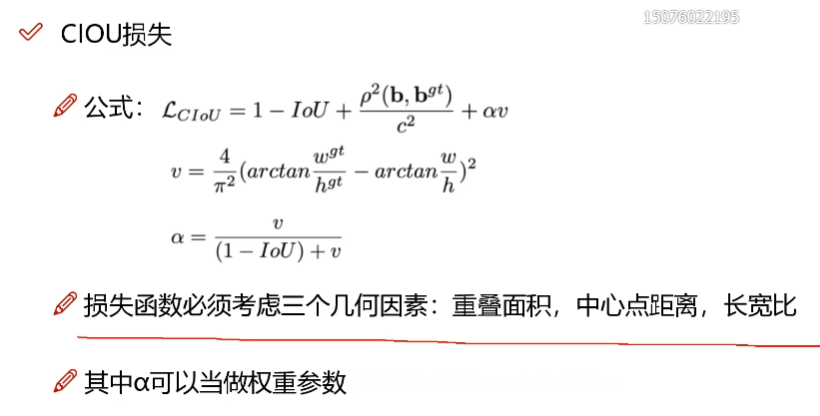 15076022195
CIOU损失
公式：$\mathcal{L}_{CIoU} = 1 - IoU + \frac{\rho^2(\mathbf{b}, \mathbf{b}^{gt})}{c^2} + \alpha v$
$v = \frac{4}{\pi^2}(arctan\frac{w^{gt}}{h^{gt}} - arctan\frac{w}{h})^2$
$\alpha = \frac{v}{(1 - IoU) + v}$
损失函数必须考虑三个几何因素：重叠面积，中心点距离，长宽比
其中α可以当做权重参数